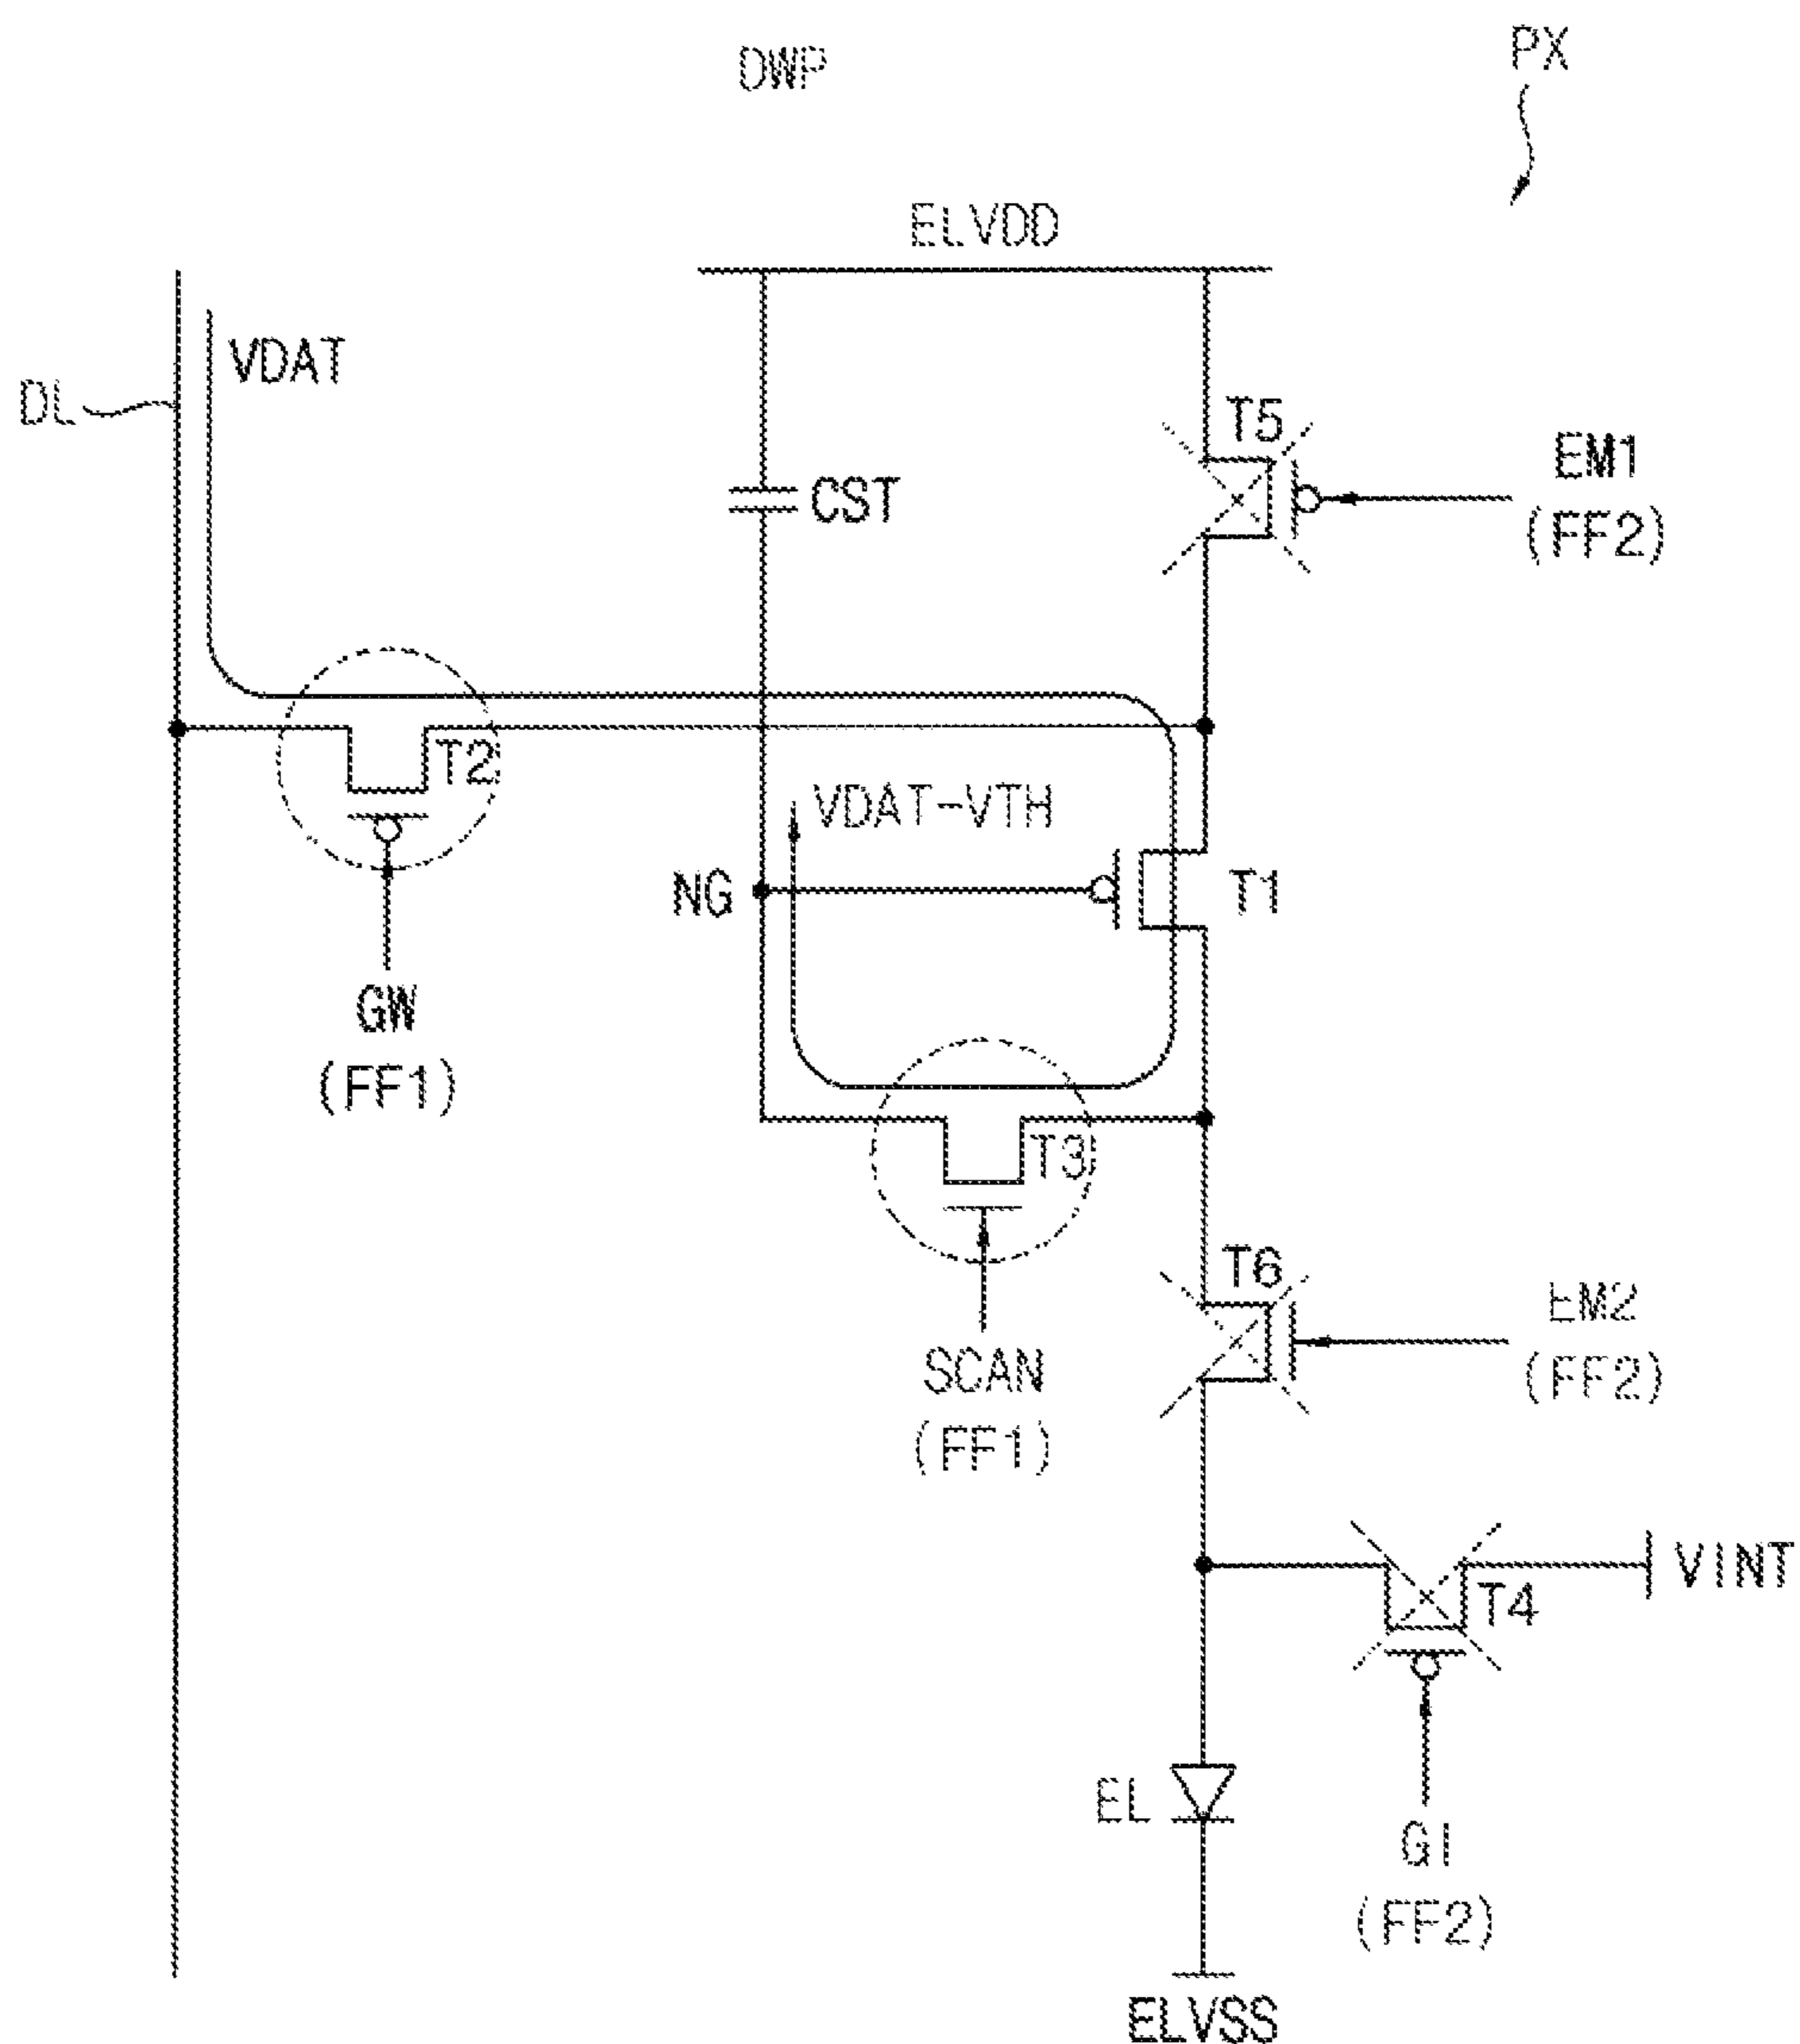 DWP
PX
ELVDD
VDAT
DL
T5
EM1
(FF2)
CST
T2
VDAT-VTH
NG
T1
GW
(FF1)
T3
T6
EM2
(FF2)
SCAN
(FF1)
VINT
T4
EL
GI
(FF2)
ELVSS